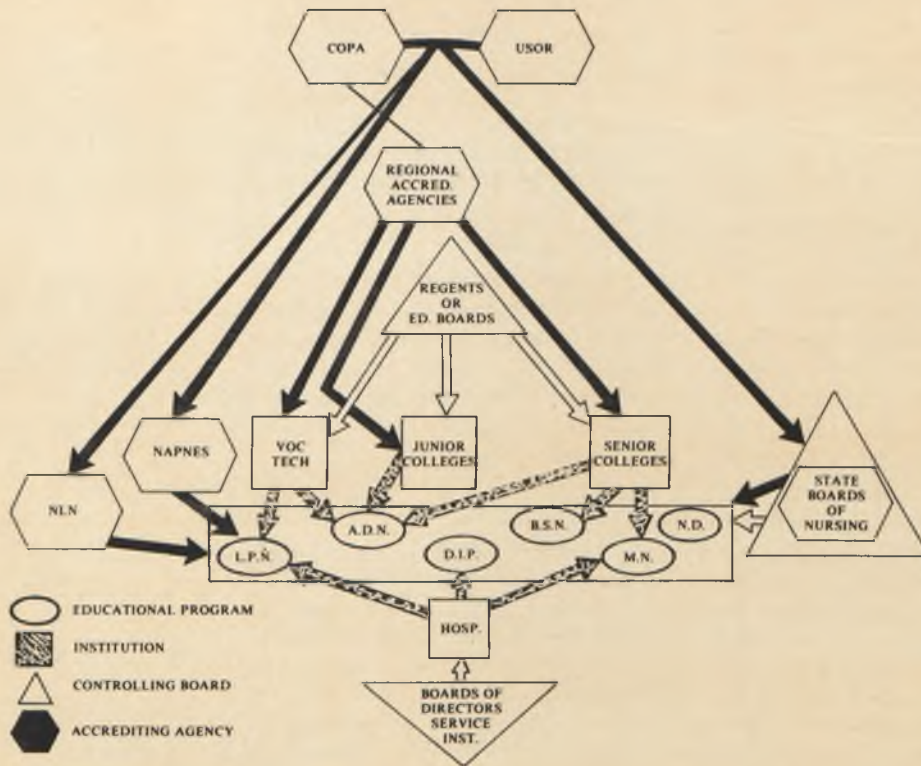 COPA
USOR
REGIONAL
ACCRED.
AGENCIES
REGENTS
OR
ED. BOARDS
NAPNES
VOC
TECH
JUNIOR
COLLEGES
SENIOR
COLLEGES
NLN
STATE
BOARDS
OF
NURSING
A.D.N.
B.S.N.
N.D.
L.P.N.
D.I.P.
M.N.
HOSP.
BOARDS OF
DIRECTORS
SERVICE
INST.
EDUCATIONAL PROGRAM
INSTITUTION
CONTROLLING BOARD
ACCREDITING AGENCY